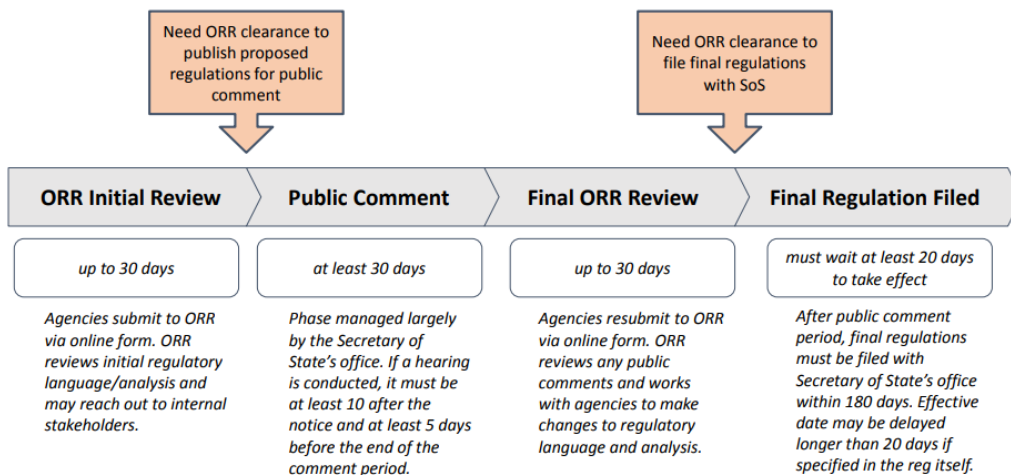 Need ORR clearance to
publish proposed
regulations for public
comment
Need ORR clearance to
file final regulations
with SoS
ORR Initial Review
Public Comment
Final ORR Review
Final Regulation Filed
up to 30 days
at least 30 days
up to 30 days
must wait at least 20 days
to take effect
Agencies submit to ORR
via online form. ORR
reviews initial regulatory
language/analysis and
may reach out to internal
stakeholders.
Phase managed largely
by the Secretary of
State's office. If a hearing
is conducted, it must be
at least 10 after the
notice and at least 5 days
before the end of the
comment period.
Agencies resubmit to ORR
via online form. ORR
reviews any public
comments and works
with agencies to make
changes to regulatory
language and analysis.
After public comment
period, final regulations
must be filed with
Secretary of State's office
within 180 days. Effective
date may be delayed
longer than 20 days if
specified in the reg itself.